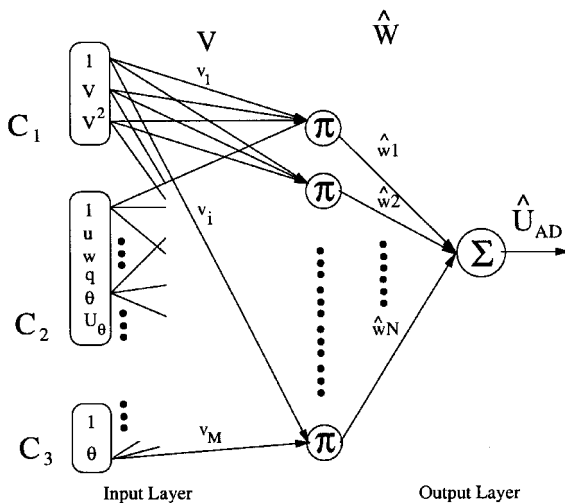 V
Ŵ
1
V
V²
C₁
v₁
π
ŵ1
π
ŵ2
1
u
w
q
θ
U_θ
C₂
v_i
Σ
Û_AD
ŵN
1
θ
C₃
v_M
π
Input Layer
Output Layer